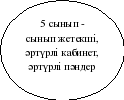 5 сынып -
сынып жетекші,
әртүрлі кабинет,
әртүрлі пәндер